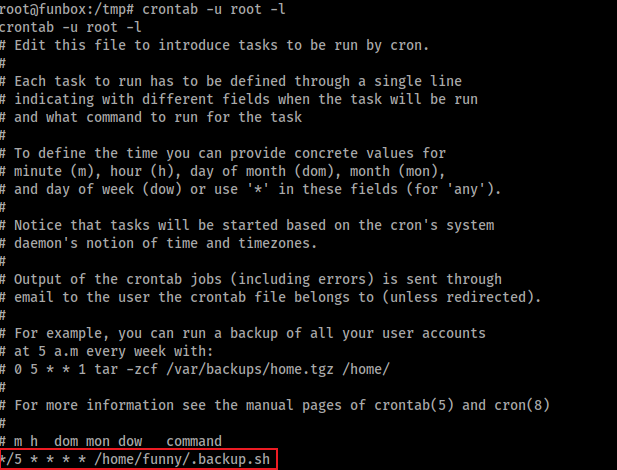 root@funbox:/tmp# crontab -u root -l
crontab -u root -l
# Edit this file to introduce tasks to be run by cron.
#
# Each task to run has to be defined through a single line
# indicating with different fields when the task will be run
# and what command to run for the task
#
# To define the time you can provide concrete values for
# minute (m), hour (h), day of month (dom), month (mon),
# and day of week (dow) or use '*' in these fields (for 'any').
#
# Notice that tasks will be started based on the cron's system
# daemon's notion of time and timezones.
#
# Output of the crontab jobs (including errors) is sent through
# email to the user the crontab file belongs to (unless redirected).
#
# For example, you can run a backup of all your user accounts
# at 5 a.m every week with:
# 0 5 * * 1 tar -zcf /var/backups/home.tgz /home/
#
# For more information see the manual pages of crontab(5) and cron(8)
#
# m h  dom mon dow   command
*/5 * * * * /home/funny/.backup.sh